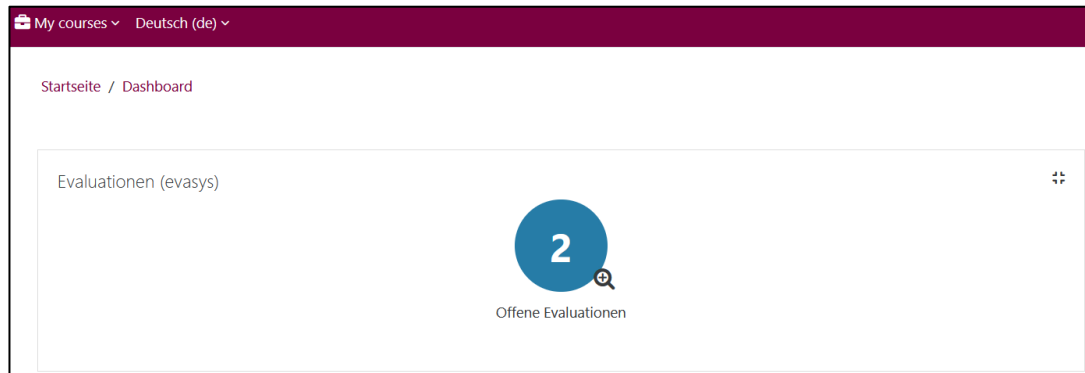 My courses Deutsch (de)
Startseite / Dashboard
Evaluationen (evasys)
2
Offene Evaluationen